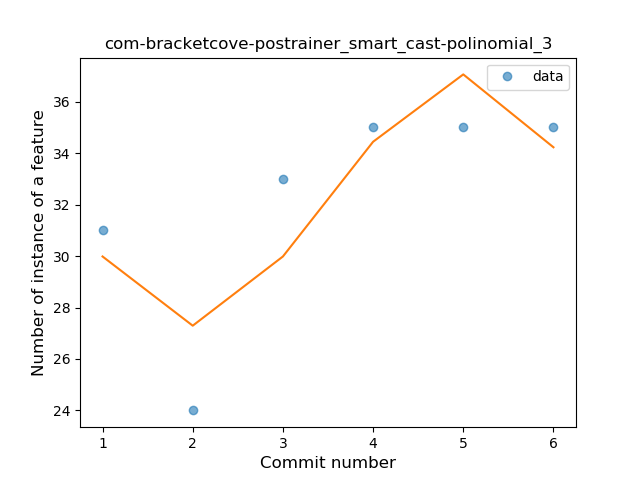 com-bracketcove-postrainer_smart_cast-polinomial_3
data
Number of instance of a feature
36
34
32
30
28
26
24
1 2 3 4 5 6
Commit number